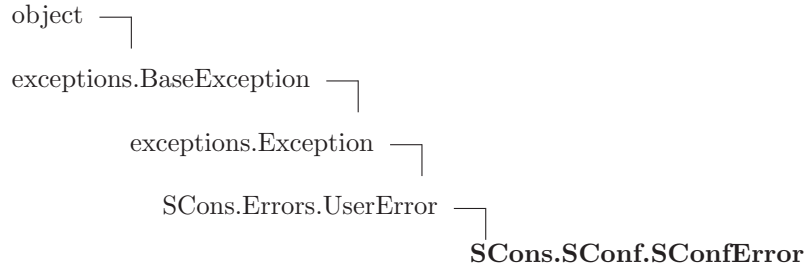 object
exceptions.BaseException
exceptions.Exception
SCons.Errors.UserError
SCons.SConf.SConfError